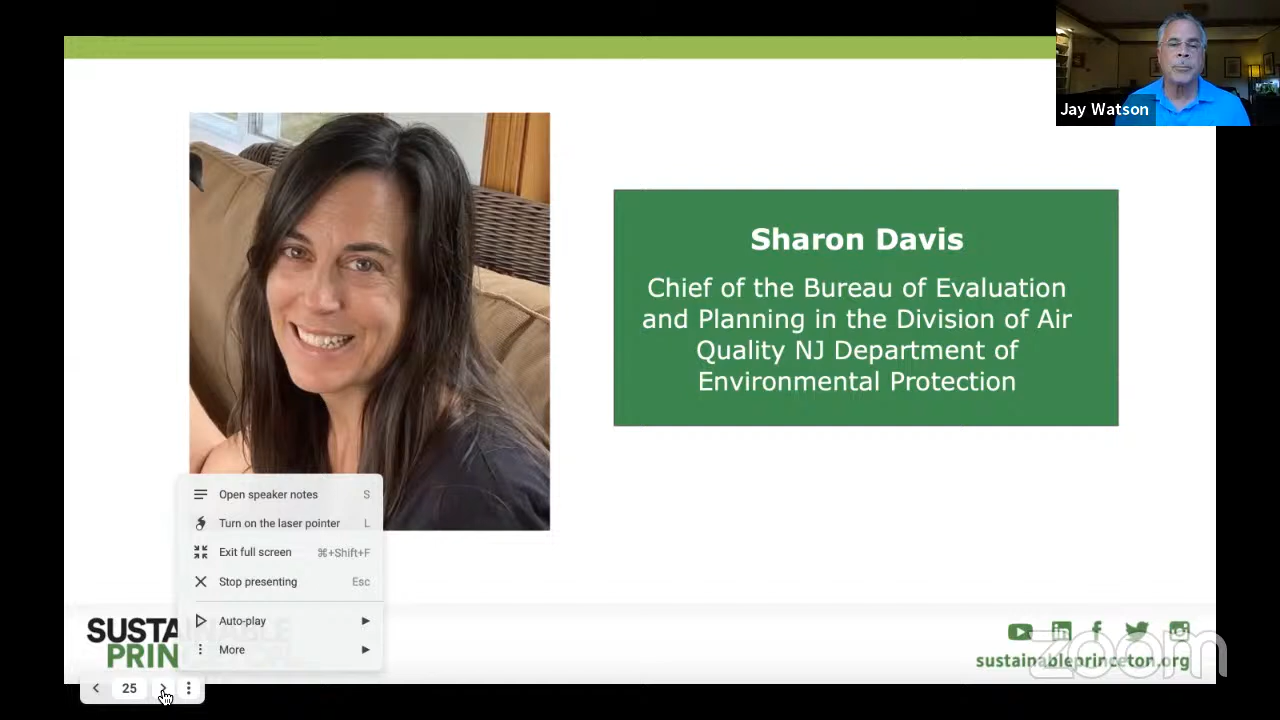 Jay Watson
Sharon Davis
Chief of the Bureau of Evaluation
and Planning in the Division of Air
Quality NJ Department of
Environmental Protection
Open speaker notes S
Turn on the laser pointer L
Exit full screen ⌘+Shift+F
Stop presenting Esc
Auto-play
More
SUSTAINABLE
PRIN
zoom
sustainableprinceton.org
25